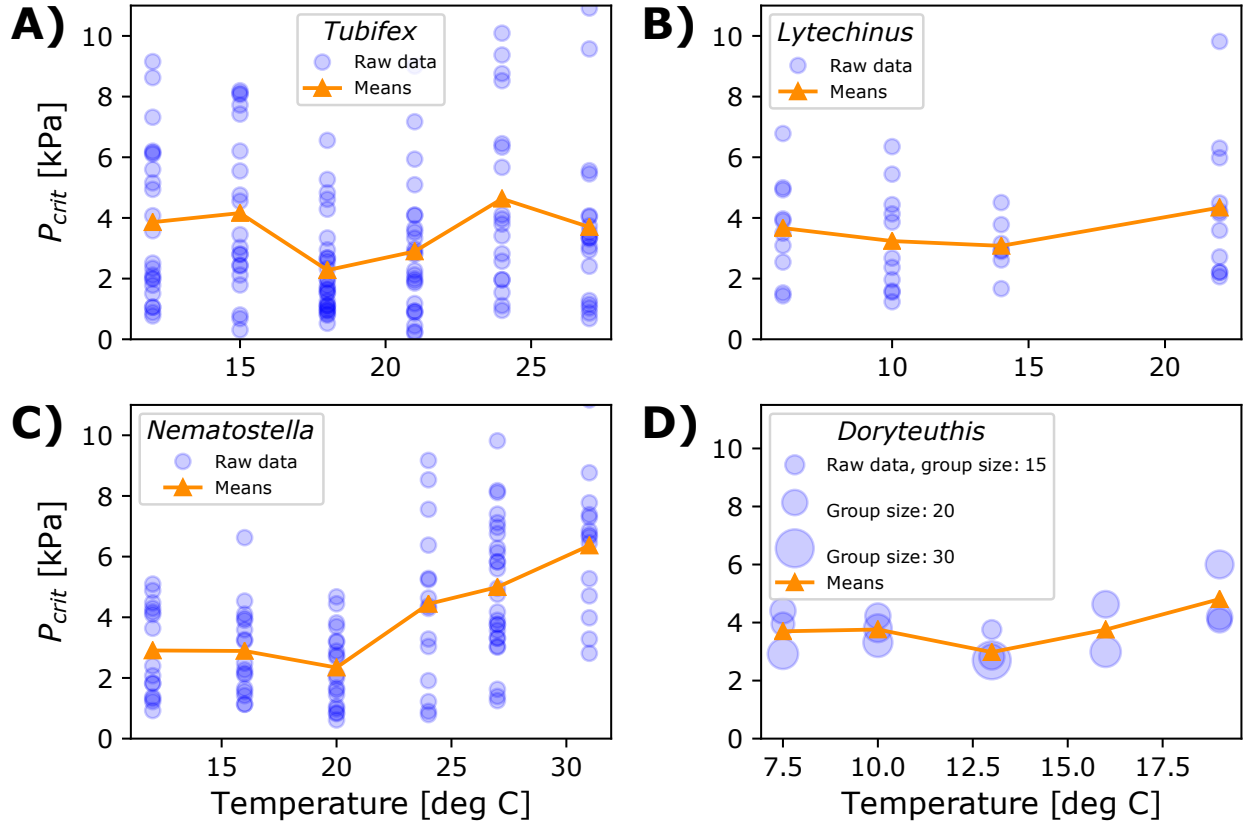 A)
Tubifex
Raw data
Means
10
8
6
4
2
0
15
20
25
P_crit [kPa]
B)
Lytechinus
Raw data
Means
10
8
6
4
2
0
10
15
20
C)
Nematostella
Raw data
Means
10
8
6
4
2
0
15
20
25
30
P_crit [kPa]
Temperature [deg C]
D)
Doryteuthis
Raw data, group size: 15
Group size: 20
Group size: 30
Means
10
8
6
4
2
0
7.5
10.0
12.5
15.0
17.5
Temperature [deg C]